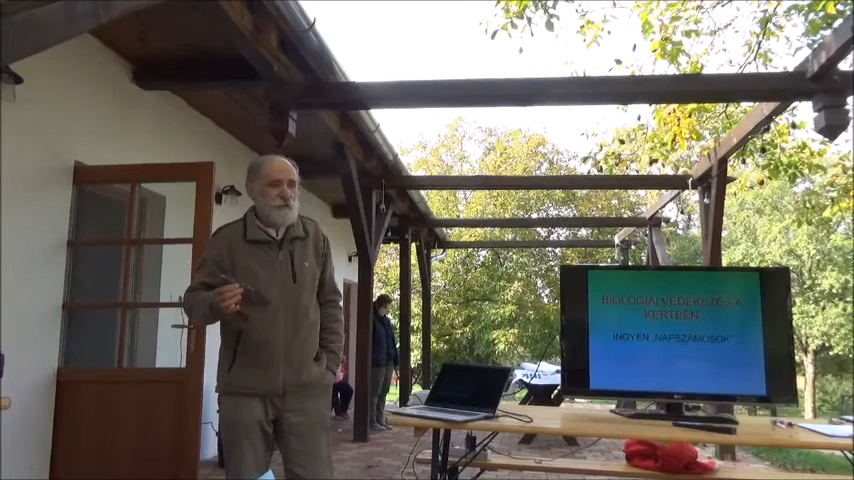 BIOLÓGIAI VÉDEKEZÉS A
KERTBEN.
INGYEN „NAPSZÁMOSOK”